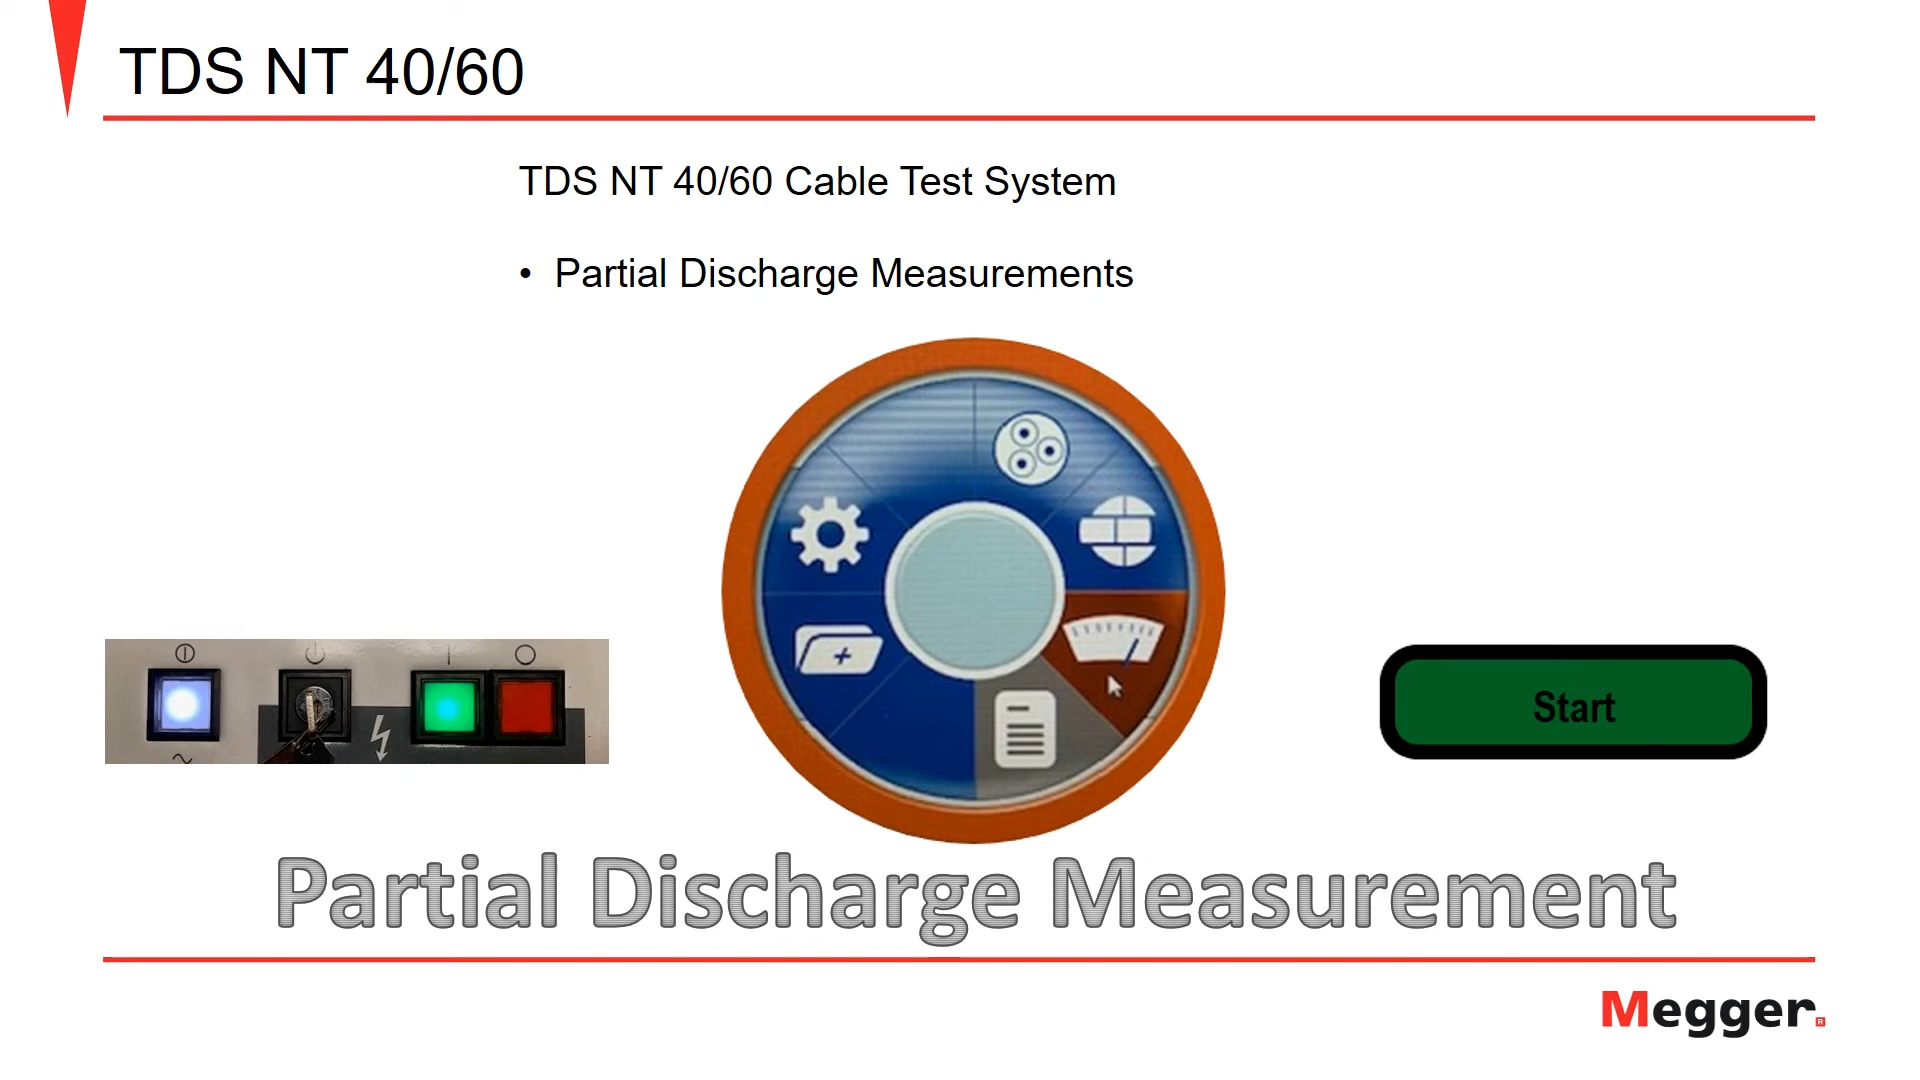 TDS NT 40/60
TDS NT 40/60 Cable Test System
• Partial Discharge Measurements
Start
Partial Discharge Measurement
Megger.